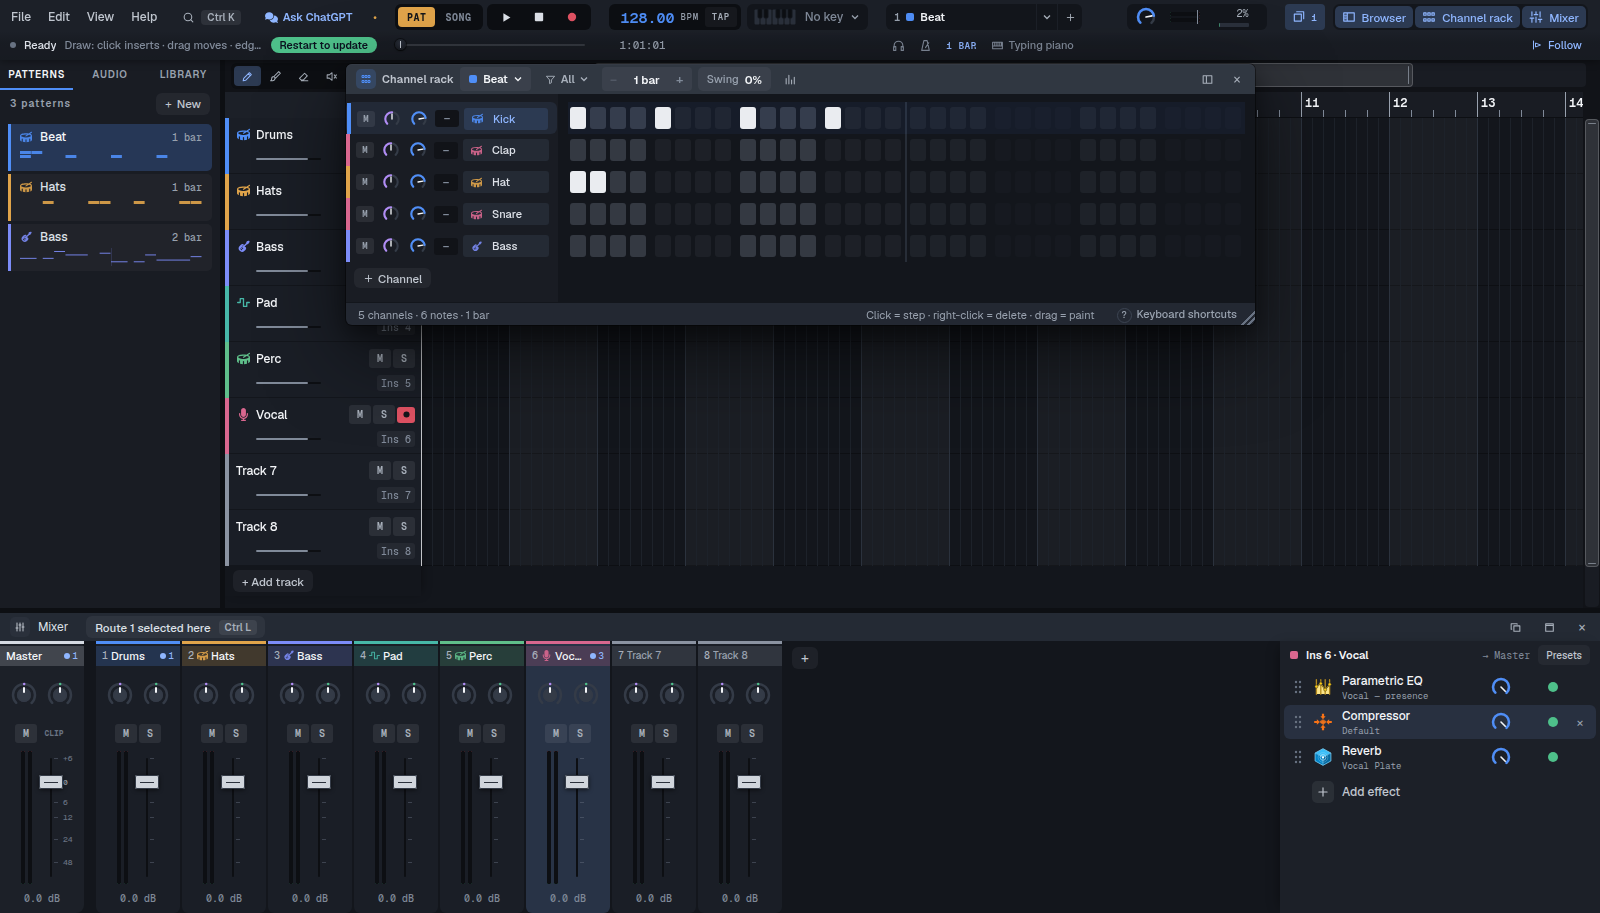 File Edit View Help Ctrl K Ask ChatGPT PAT SONG 128.00 BPM TAP No key 1 Beat + 2% 1 Browser Channel rack Mixer
Ready Draw: click inserts · drag moves · edg... Restart to update 1:01:01 1 BAR Typing piano Follow
PATTERNS AUDIO LIBRARY
3 patterns + New
Beat 1 bar
Hats 1 bar
Bass 2 bar
Channel rack Beat All − 1 bar + Swing 0% ×
M − Kick
M − Clap
M − Hat
M − Snare
M − Bass
+ Channel
5 channels · 6 notes · 1 bar Click = step · right-click = delete · drag = paint ? Keyboard shortcuts
11 12 13 14
Drums
Hats
Bass
Pad
Ins 4
Perc M S
Ins 5
Vocal M S
Ins 6
Track 7 M S
Ins 7
Track 8 M S
Ins 8
+ Add track
Mixer Route 1 selected here Ctrl L ×
Master 1 1 Drums 1 2 Hats 3 Bass 4 Pad 5 Perc 6 Voc... 3 7 Track 7 8 Track 8 +
M CLIP M S M S M S M S M S M S M S M S
+6
0
6
12
24
48
0.0 dB 0.0 dB 0.0 dB 0.0 dB 0.0 dB 0.0 dB 0.0 dB 0.0 dB 0.0 dB
Ins 6 · Vocal → Master Presets
Parametric EQ
Vocal — presence
Compressor ×
Default
Reverb
Vocal Plate
+ Add effect